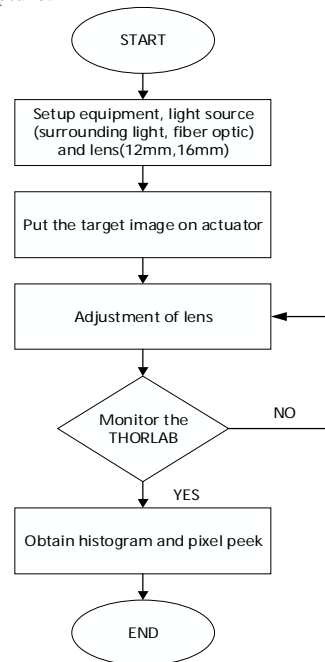 START
Setup equipment, light source
(surrounding light, fiber optic)
and lens(12mm,16mm)
Put the target image on actuator
Adjustment of lens
Monitor the
THORLAB
NO
YES
Obtain histogram and pixel peek
END